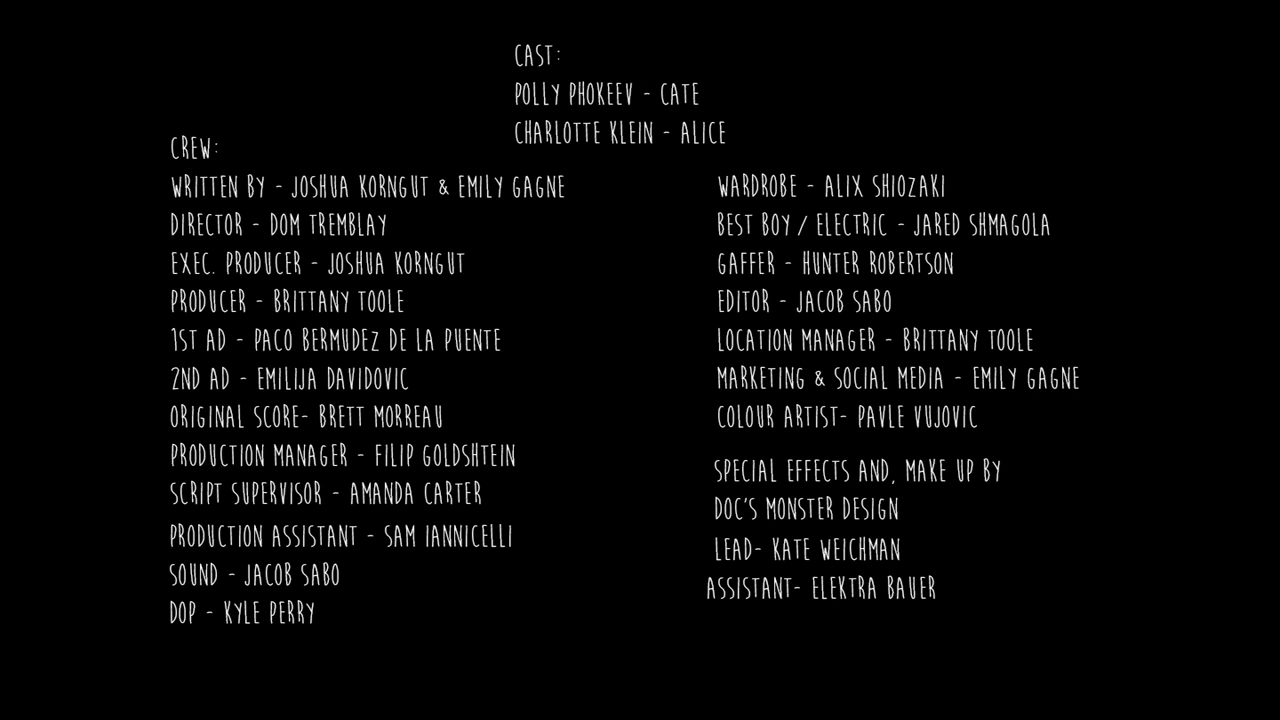 CAST:
POLLY PHOKEEV - CATE
CHARLOTTE KLEIN - ALICE
CREW:
WRITTEN BY - JOSHUA KORNGUT & EMILY GAGNE
DIRECTOR - DOM TREMBLAY
EXEC. PRODUCER - JOSHUA KORNGUT
PRODUCER - BRITTANY TOOLE
1ST AD - PACO BERMUDEZ DE LA PUENTE
2ND AD - EMILIJA DAVIDOVIC
ORIGINAL SCORE- BRETT MORREAU
PRODUCTION MANAGER - FILIP GOLDSHTEIN
SCRIPT SUPERVISOR - AMANDA CARTER
PRODUCTION ASSISTANT - SAM IANNICELLI
SOUND - JACOB SABO
DOP - KYLE PERRY
WARDROBE - ALIX SHIOZAKI
BEST BOY / ELECTRIC - JARED SHMAGOLA
GAFFER - HUNTER ROBERTSON
EDITOR - JACOB SABO
LOCATION MANAGER - BRITTANY TOOLE
MARKETING & SOCIAL MEDIA - EMILY GAGNE
COLOUR ARTIST- PAVLE VUJOVIC
SPECIAL EFFECTS AND, MAKE UP BY
DOC'S MONSTER DESIGN
LEAD- KATE WEICHMAN
ASSISTANT- ELEKTRA BAUER